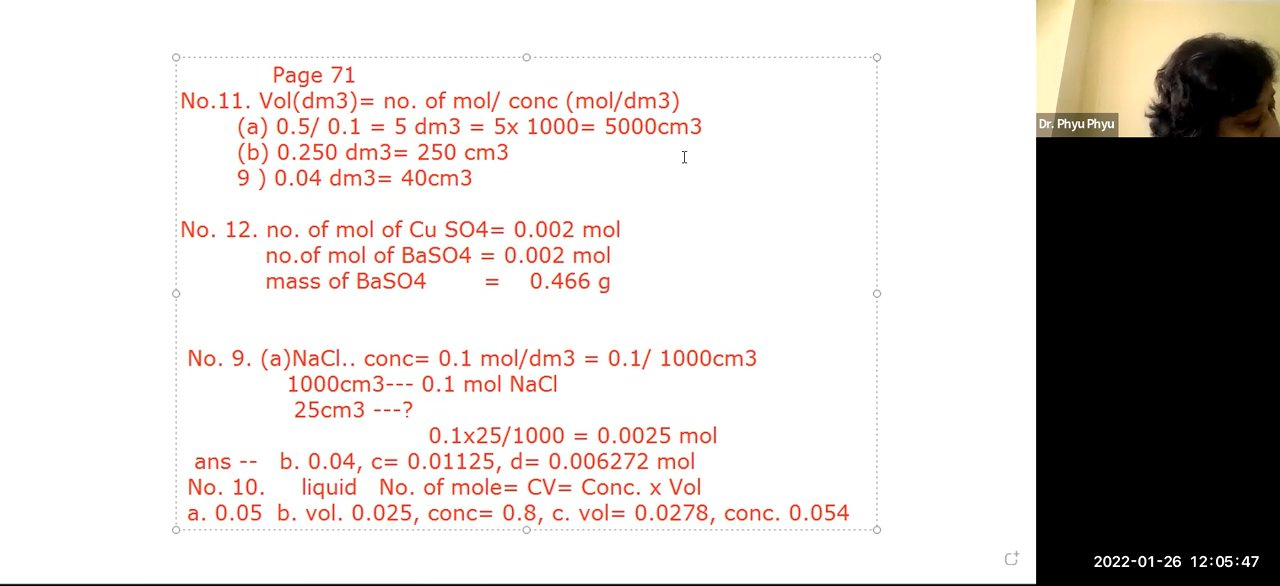 Page 71
No.11. Vol(dm3)= no. of mol/ conc (mol/dm3)
(a) 0.5/ 0.1 = 5 dm3 = 5x 1000= 5000cm3
(b) 0.250 dm3= 250 cm3
9 ) 0.04 dm3= 40cm3
No. 12. no. of mol of Cu SO4= 0.002 mol
no.of mol of BaSO4 = 0.002 mol
mass of BaSO4 = 0.466 g
No. 9. (a)NaCl.. conc= 0.1 mol/dm3 = 0.1/ 1000cm3
1000cm3--- 0.1 mol NaCl
25cm3 ---?
0.1x25/1000 = 0.0025 mol
ans -- b. 0.04, c= 0.01125, d= 0.006272 mol
No. 10. liquid No. of mole= CV= Conc. x Vol
a. 0.05 b. vol. 0.025, conc= 0.8, c. vol= 0.0278, conc. 0.054
Dr. Phyu Phyu
2022-01-26 12:05:47